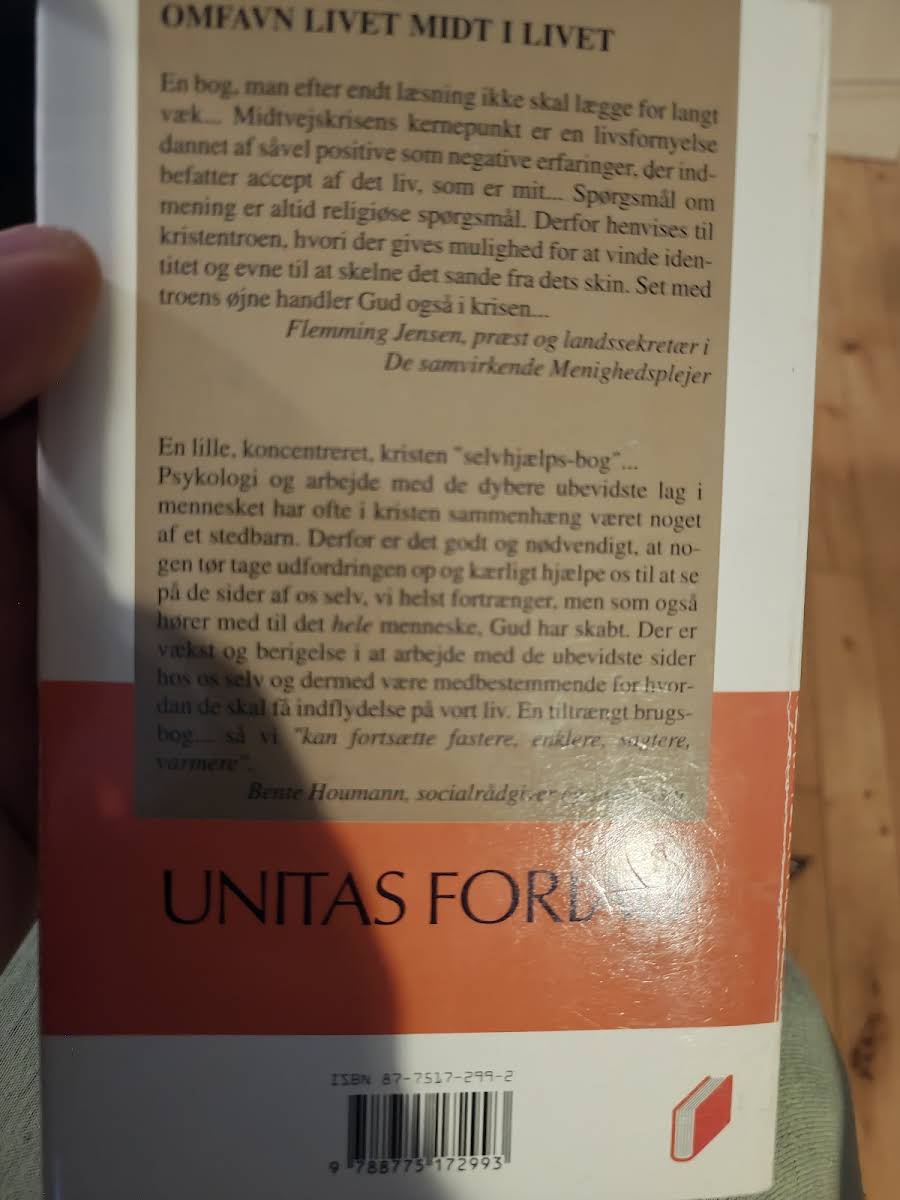 OMFAVN LIVET MIDT I LIVET
En bog, man efter endt læsning ikke skal lægge for langt
væk... Midtvejskrisens kernepunkt er en livsfornyelse
dannet af såvel positive som negative erfaringer, der ind-
befatter accept af det liv, som er mit... Spørgsmål om
mening er altid religiøse spørgsmål. Derfor henvises til
kristentroen, hvori der gives mulighed for at vinde iden-
titet og evne til at skelne det sande fra dets skin. Set med
troens øjne handler Gud også i krisen...
Flemming Jensen, præst og landssekretær i
De samvirkende Menighedsplejer
En lille, koncentreret, kristen "selvhjælps-bog"...
Psykologi og arbejde med de dybere ubevidste lag i
mennesket har ofte i kristen sammenhæng været noget
af et stedbarn. Derfor er det godt og nødvendigt, at no-
gen tør tage udfordringen op og kærligt hjælpe os til at se
på de sider af os selv, vi helst fortrænger, men som også
hører med til det hele menneske, Gud har skabt. Der er
vækst og berigelse i at arbejde med de ubevidste sider
hos os selv og dermed være medbestemmende for hvor-
dan de skal få indflydelse på vort liv. En tiltrængt brugs-
bog... så vi "kan fortsætte fastere, enklere, sagtere,
varmere".
Bente Houmann, socialrådgiver
UNITAS
ISBN 87-7517-299-2
9 788775 172993